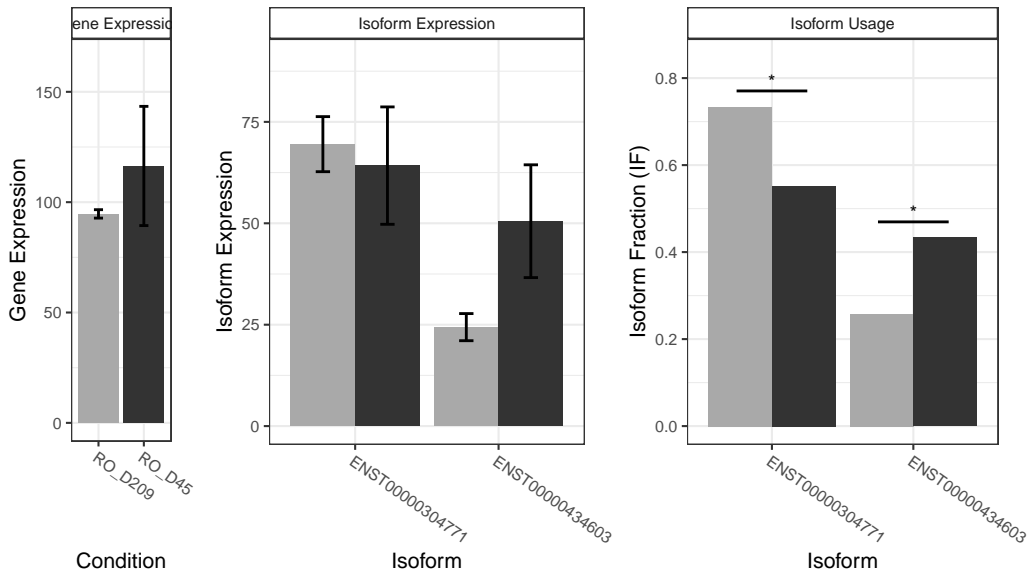 ene Expressio
Gene Expression
150
100
50
0
RO_D209
RO_D45
Condition
Isoform Expression
Isoform Expression
75
50
25
0
ENST00000304771
ENST00000434603
Isoform
Isoform Usage
Isoform Fraction (IF)
0.8
0.6
0.4
0.2
0.0
*
*
ENST00000304771
ENST00000434603
Isoform